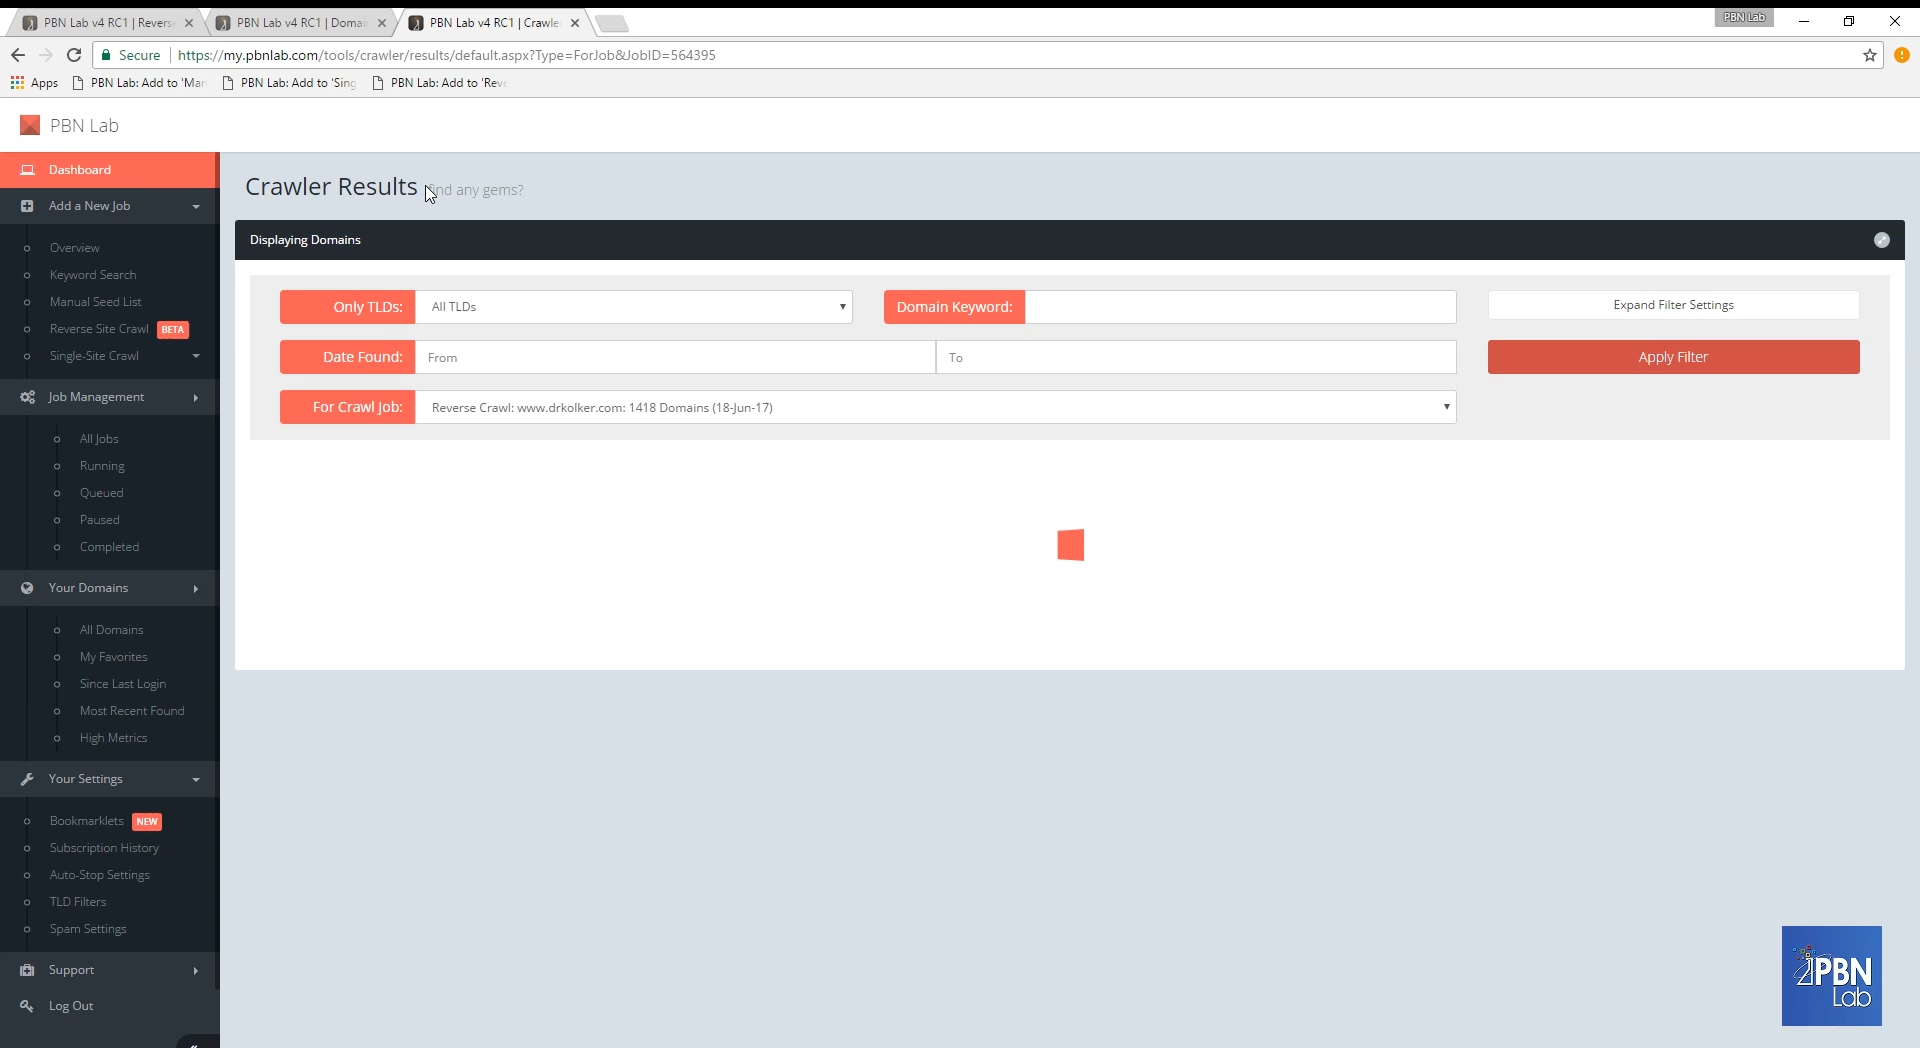 PBN Lab v4 RC1 | Reverse
PBN Lab v4 RC1 | Domai
PBN Lab v4 RC1 | Crawle
PBN Lab
Secure
https://my.pbnlab.com/tools/crawler/results/default.aspx?Type=ForJob&JobID=564395
Apps
PBN Lab: Add to 'Man
PBN Lab: Add to 'Sing
PBN Lab: Add to 'Reve
PBN Lab
Dashboard
Add a New Job
Overview
Keyword Search
Manual Seed List
Reverse Site Crawl BETA
Single-Site Crawl
Job Management
All Jobs
Running
Queued
Paused
Completed
Your Domains
All Domains
My Favorites
Since Last Login
Most Recent Found
High Metrics
Your Settings
Bookmarklets NEW
Subscription History
Auto-Stop Settings
TLD Filters
Spam Settings
Support
Log Out
Crawler Results find any gems?
Displaying Domains
Only TLDs: All TLDs
Domain Keyword:
Expand Filter Settings
Date Found: From To
Apply Filter
For Crawl Job: Reverse Crawl: www.drkolker.com: 1418 Domains (18-Jun-17)
PBN
Lab